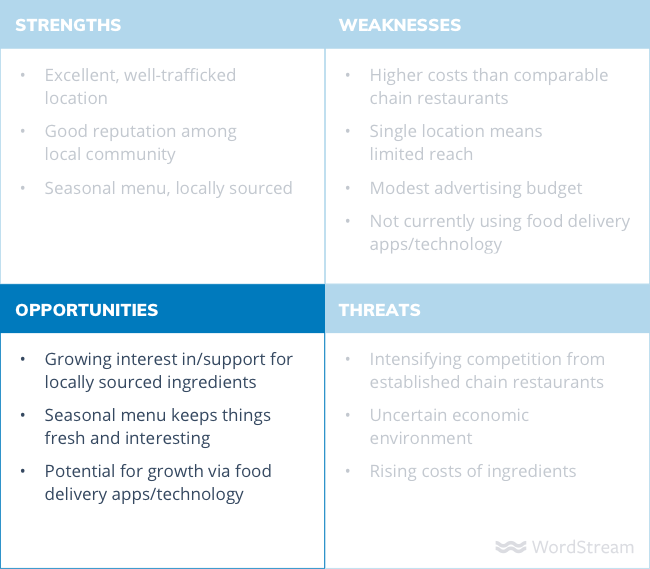 STRENGTHS
• Excellent, well-trafficked
location
• Good reputation among
local community
• Seasonal menu, locally sourced
WEAKNESSES
• Higher costs than comparable
chain restaurants
• Single location means
limited reach
• Modest advertising budget
• Not currently using food delivery
apps/technology
OPPORTUNITIES
• Growing interest in/support for
locally sourced ingredients
• Seasonal menu keeps things
fresh and interesting
• Potential for growth via food
delivery apps/technology
THREATS
• Intensifying competition from
established chain restaurants
• Uncertain economic
environment
• Rising costs of ingredients
WordStream